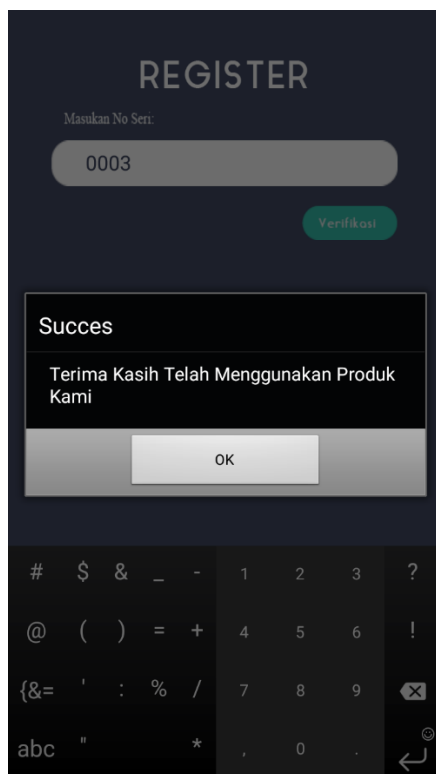 REGISTER
Masukan No Seri:
0003
Verifikasi
Succes
Terima Kasih Telah Menggunakan Produk
Kami
OK
# $ & _ - 1 2 3 ?
@ ( ) = + 4 5 6 !
{&= ' : % / 7 8 9
abc " * , 0 .